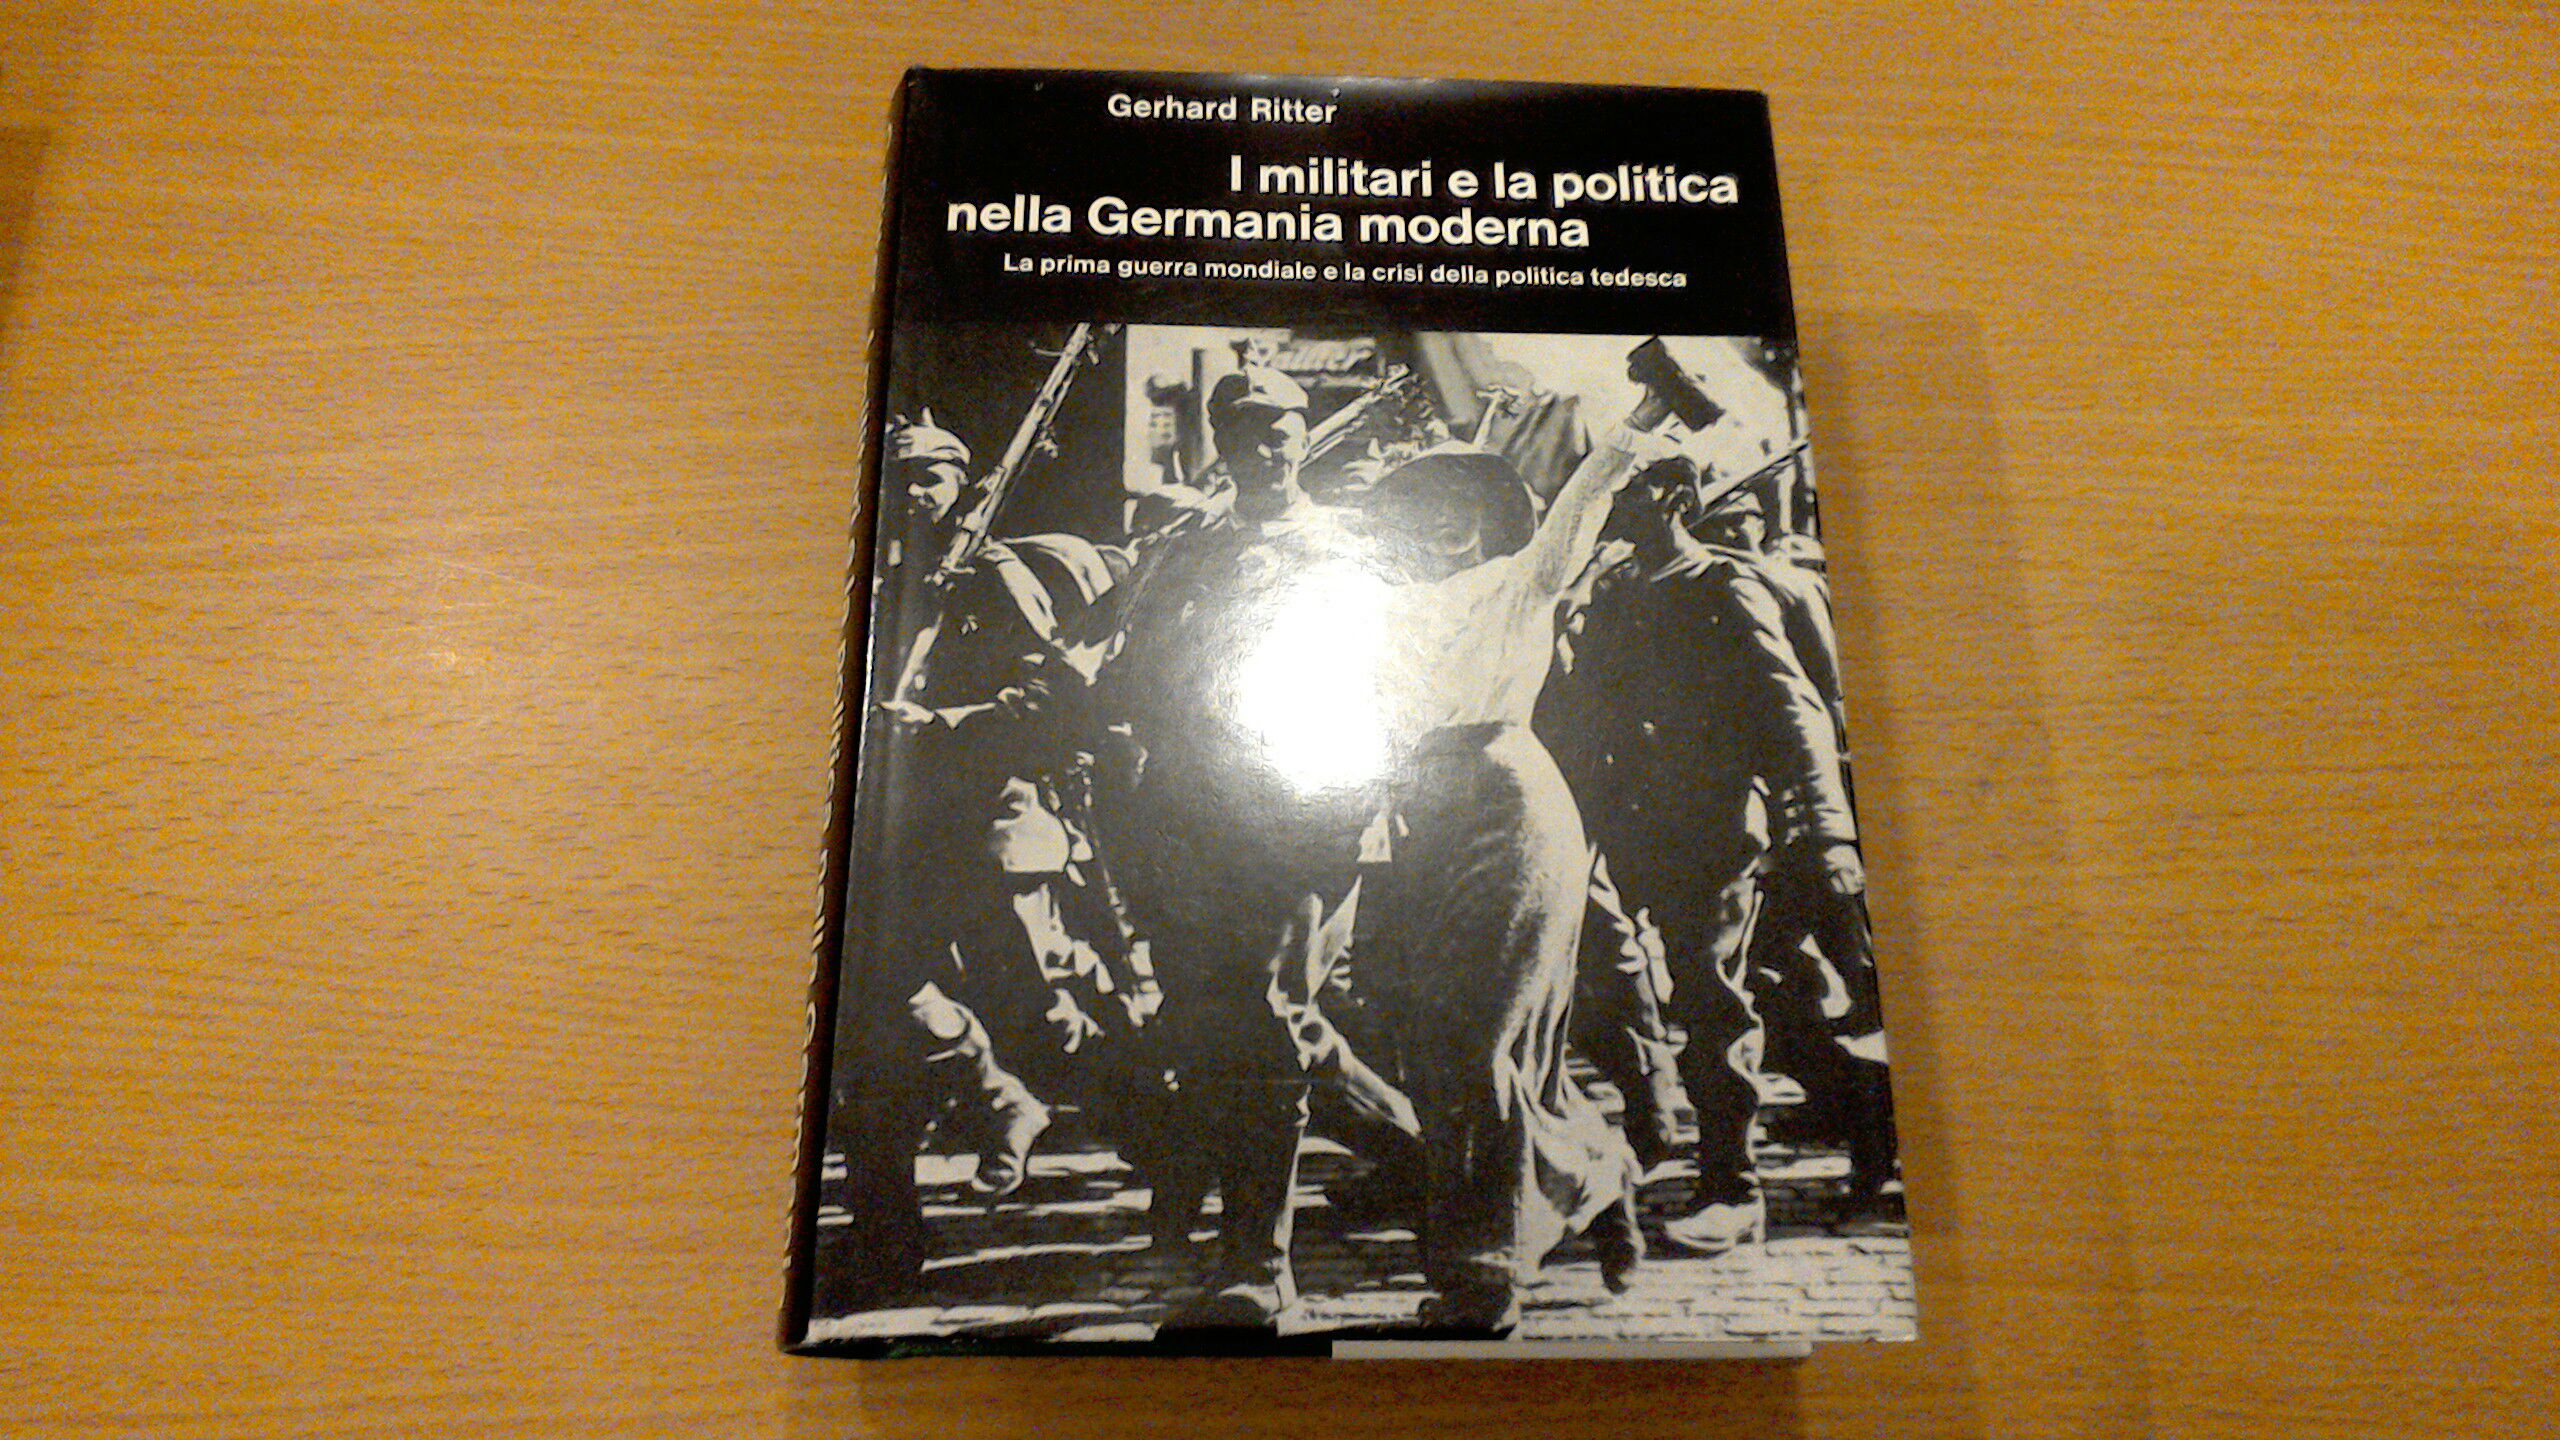 Gerhard Ritter
I militari e la politica
nella Germania moderna
La prima guerra mondiale e la crisi della politica tedesca